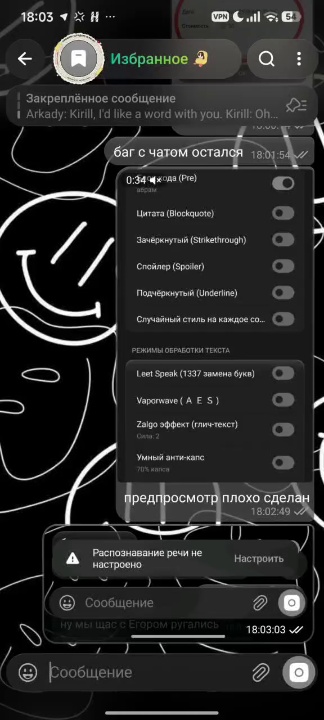 18:03
VPN
54
Избранное
Закреплённое сообщение
Arkady: Kirill, I'd like a word with you. Kirill: Oh...
баг с чатом остался 18:01:54
0:34
кода (Pre)
Цитата (Blockquote)
Зачёркнутый (Strikethrough)
Спойлер (Spoiler)
Подчёркнутый (Underline)
Случайный стиль на каждое со...
РЕЖИМЫ ОБРАБОТКИ ТЕКСТА
Leet Speak (1337 замена букв)
Vaporwave ( A E S )
Zalgo эффект (глич-текст)
Сила: 2
Умный анти-капс
70% капса
предпросмотр плохо сделан
18:02:49
Распознавание речи не
настроено
Настроить
Сообщение
ну мы щас с Егором ругались
18:03:03
Сообщение